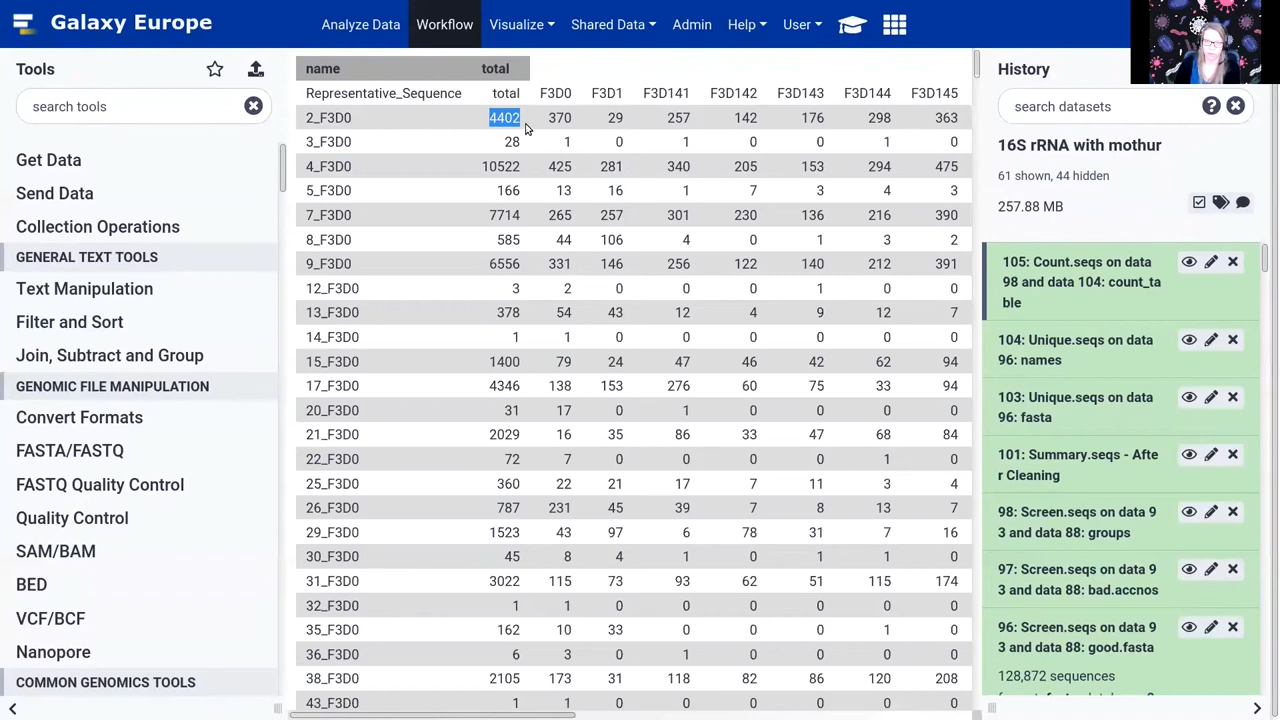 Galaxy Europe
Analyze Data Workflow Visualize Shared Data Admin Help User
Tools
search tools
Get Data
Send Data
Collection Operations
GENERAL TEXT TOOLS
Text Manipulation
Filter and Sort
Join, Subtract and Group
GENOMIC FILE MANIPULATION
Convert Formats
FASTA/FASTQ
FASTQ Quality Control
Quality Control
SAM/BAM
BED
VCF/BCF
Nanopore
COMMON GENOMICS TOOLS
name total
Representative_Sequence total F3D0 F3D1 F3D141 F3D142 F3D143 F3D144 F3D145
2_F3D0 4402 370 29 257 142 176 298 363
3_F3D0 28 1 0 1 0 0 0 0
4_F3D0 10522 425 281 340 205 153 294 475
5_F3D0 166 13 16 1 7 3 4 3
7_F3D0 7714 265 257 301 230 136 216 390
8_F3D0 585 44 106 4 0 1 3 2
9_F3D0 6556 331 146 256 122 140 212 391
12_F3D0 3 2 0 0 0 1 0 0
13_F3D0 378 54 43 12 4 9 12 7
14_F3D0 1 1 0 0 0 0 0 0
15_F3D0 1400 79 24 47 46 42 62 94
17_F3D0 4346 138 153 276 60 75 33 94
20_F3D0 31 17 0 1 0 0 0 0
21_F3D0 2029 16 35 86 33 47 68 84
22_F3D0 72 7 0 0 0 0 1 0
25_F3D0 360 22 21 17 7 11 3 4
26_F3D0 787 231 45 39 7 8 13 7
29_F3D0 1523 43 97 6 78 31 7 16
30_F3D0 45 8 4 1 0 1 1 0
31_F3D0 3022 115 73 93 62 51 115 174
32_F3D0 1 1 0 0 0 0 0 0
35_F3D0 162 10 33 0 0 0 1 0
36_F3D0 6 3 0 1 0 0 0 0
38_F3D0 2105 173 31 118 82 86 120 208
43_F3D0 1 1 0 0 0 0 0 0
History
search datasets
16S rRNA with mothur
61 shown, 44 hidden
257.88 MB
105: Count.seqs on data
98 and data 104: count_ta
ble
104: Unique.seqs on data
96: names
103: Unique.seqs on data
96: fasta
101: Summary.seqs - Afte
r Cleaning
98: Screen.seqs on data 9
3 and data 88: groups
97: Screen.seqs on data 9
3 and data 88: bad.accnos
96: Screen.seqs on data 9
3 and data 88: good.fasta
128,872 sequences